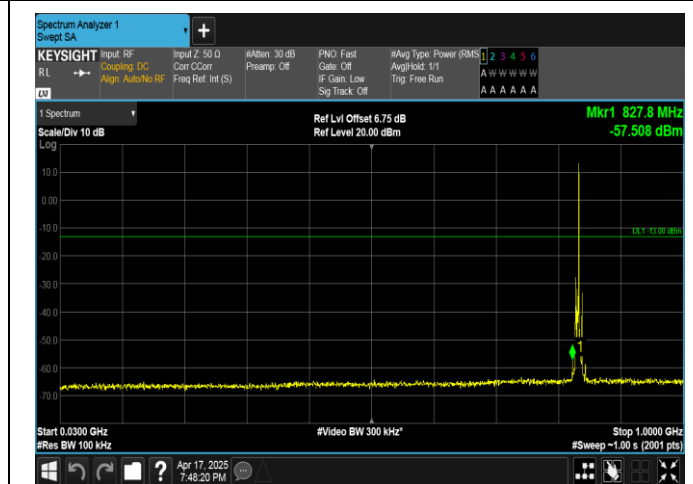 Spectrum Analyzer 1
Swept SA
+
KEYSIGHT
RL
LXI
Input: RF
Coupling: DC
Align: Auto/No RF
Input Z: 50 Ω
Corr CCorr
Freq Ref: Int (S)
#Atten: 30 dB
Preamp: Off
PNO: Fast
Gate: Off
IF Gain: Low
Sig Track: Off
#Avg Type: Power (RMS
Avg|Hold: 1/1
Trig: Free Run
1 2 3 4 5 6
A W W W W W
A A A A A A
1 Spectrum
Scale/Div 10 dB
Log
Ref Lvl Offset 6.75 dB
Ref Level 20.00 dBm
Mkr1 827.8 MHz
-57.508 dBm
10.0
0.00
-10.0
DL1 -13.00 dBm
-20.0
-30.0
-40.0
-50.0
1
-60.0
-70.0
Start 0.0300 GHz
#Res BW 100 kHz
#Video BW 300 kHz*
Stop 1.0000 GHz
#Sweep ~1.00 s (2001 pts)
?
Apr 17, 2025
7:48:20 PM